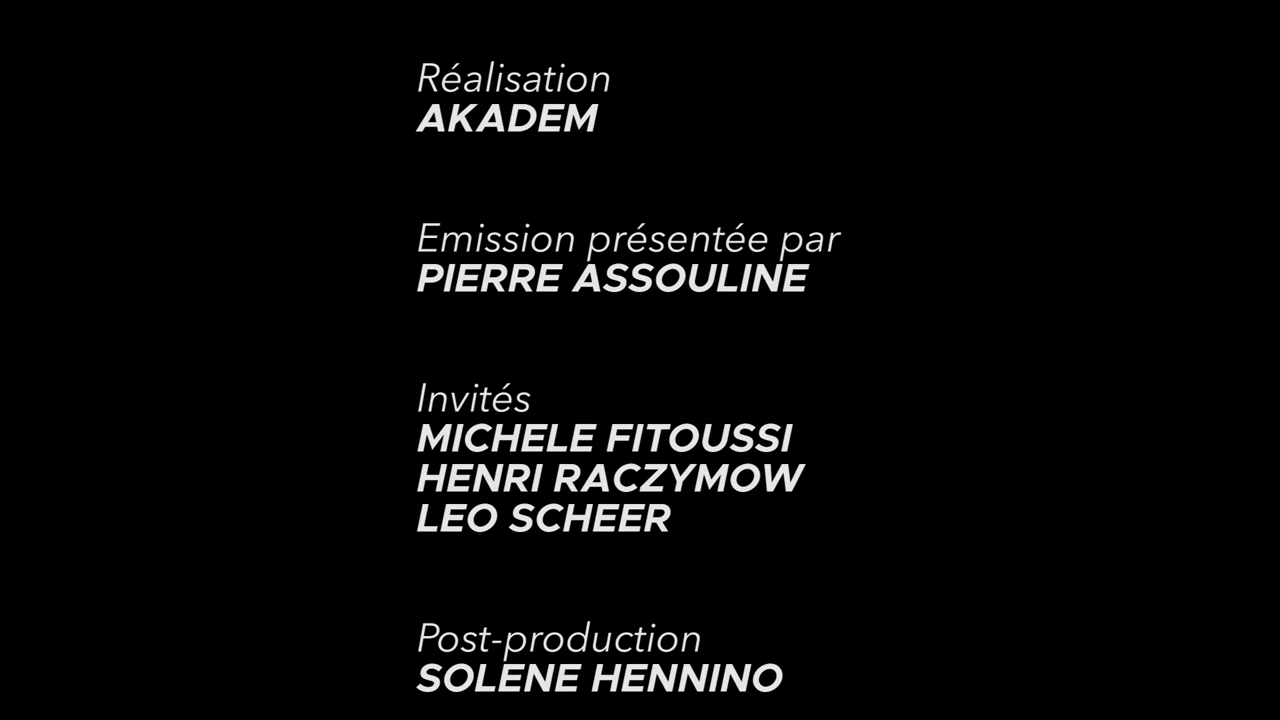 Réalisation
AKADEM
Emission présentée par
PIERRE ASSOULINE
Invités
MICHELE FITOUSSI
HENRI RACZYMOW
LEO SCHEER
Post-production
SOLENE HENNINO